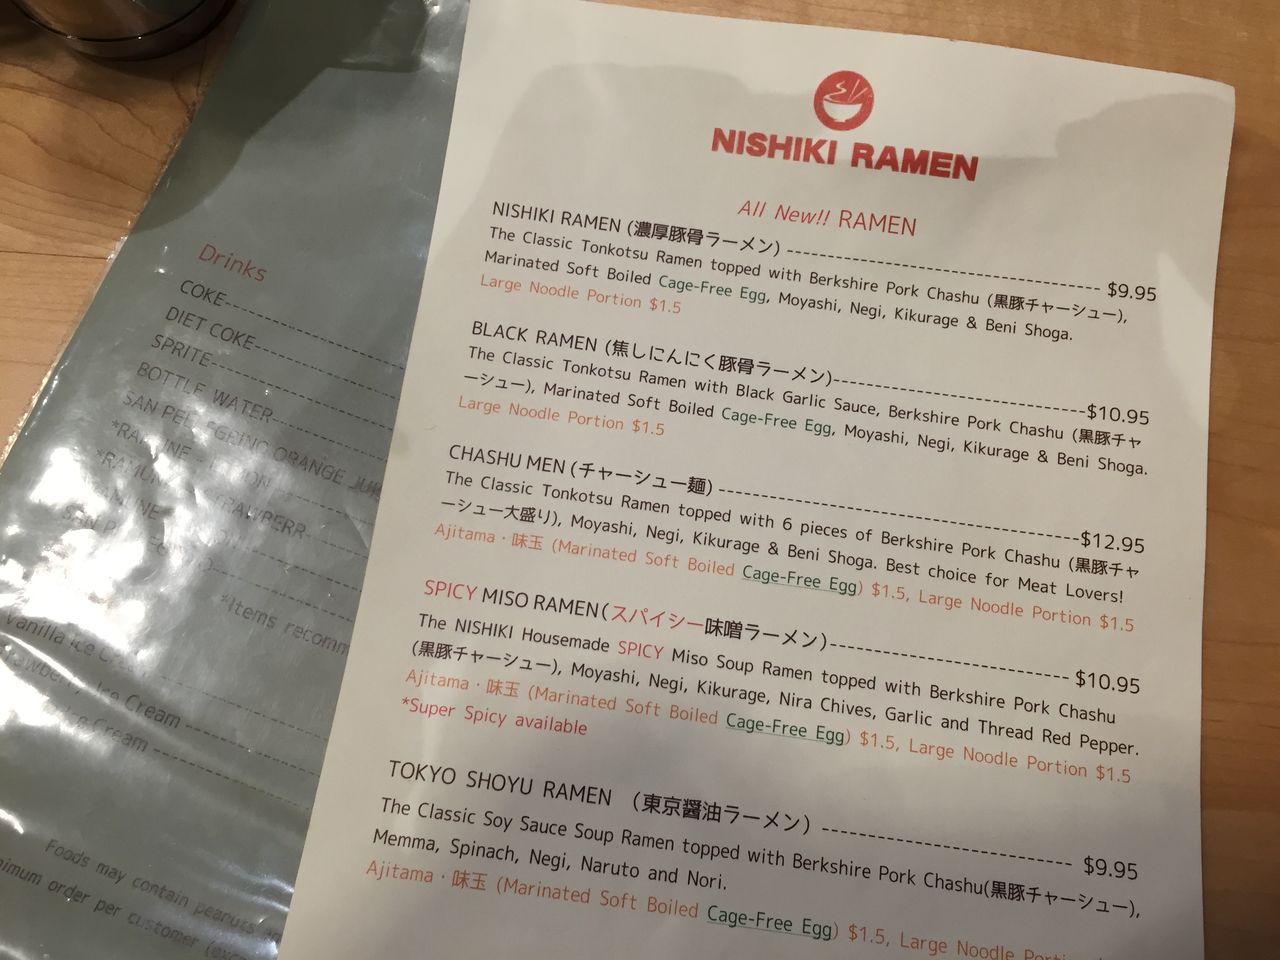 NISHIKI RAMEN
All New!! RAMEN
NISHIKI RAMEN (濃厚豚骨ラーメン) ---------------------------------------- $9.95
The Classic Tonkotsu Ramen topped with Berkshire Pork Chashu (黒豚チャーシュー),
Marinated Soft Boiled Cage-Free Egg, Moyashi, Negi, Kikurage & Beni Shoga.
Large Noodle Portion $1.5
BLACK RAMEN (焦しにんにく豚骨ラーメン)--------------------------------$10.95
The Classic Tonkotsu Ramen with Black Garlic Sauce, Berkshire Pork Chashu (黒豚チャ
ーシュー), Marinated Soft Boiled Cage-Free Egg, Moyashi, Negi, Kikurage & Beni Shoga.
Large Noodle Portion $1.5
CHASHU MEN (チャーシュー麺) ---------------------------------------------$12.95
The Classic Tonkotsu Ramen topped with 6 pieces of Berkshire Pork Chashu (黒豚チャ
ーシュー大盛り), Moyashi, Negi, Kikurage & Beni Shoga. Best choice for Meat Lovers!
Ajitama・味玉 (Marinated Soft Boiled Cage-Free Egg) $1.5, Large Noodle Portion $1.5
SPICY MISO RAMEN(スパイシー味噌ラーメン)------------------------------ $10.95
The NISHIKI Housemade SPICY Miso Soup Ramen topped with Berkshire Pork Chashu
(黒豚チャーシュー), Moyashi, Negi, Kikurage, Nira Chives, Garlic and Thread Red Pepper.
Ajitama・味玉 (Marinated Soft Boiled Cage-Free Egg) $1.5, Large Noodle Portion $1.5
*Super Spicy available
TOKYO SHOYU RAMEN （東京醤油ラーメン）------------------------------- $9.95
The Classic Soy Sauce Soup Ramen topped with Berkshire Pork Chashu(黒豚チャーシュー),
Memma, Spinach, Negi, Naruto and Nori.
Ajitama・味玉 (Marinated Soft Boiled Cage-Free Egg) $1.5, Large Noodle
Drinks
COKE--------------------
DIET COKE----------------
SPRITE--------------------
BOTTLE WATER-------------
SAN ORANGE
Items
Vanilla Ice
Ice Cream ----------------
Ice Cream ----------------
Foods may contain peanuts
order per customer